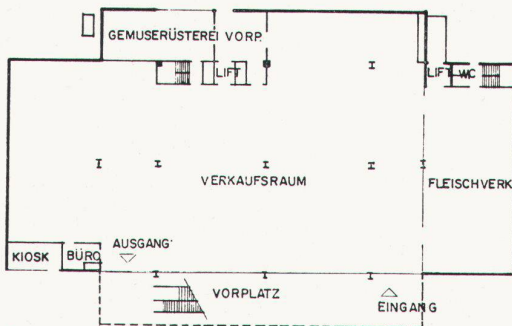 GEMUSERÜSTEREI VORP.
LIFT
LIFT WC
VERKAUFSRAUM
FLEISCHVERK
AUSGANG
KIOSK
BÜRO
VORPLATZ
EINGANG